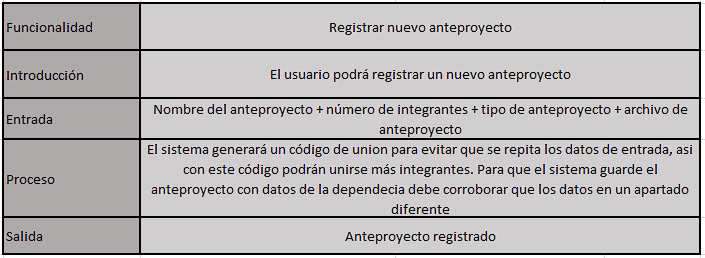 Funcionalidad
Registrar nuevo anteproyecto
Introducción
El usuario podrá registrar un nuevo anteproyecto
Entrada
Nombre del anteproyecto + número de integrantes + tipo de anteproyecto + archivo de
anteproyecto
Proceso
El sistema generará un código de union para evitar que se repita los datos de entrada, asi
con este código podrán unirse más integrantes. Para que el sistema guarde el
anteproyecto con datos de la dependecia debe corroborar que los datos en un apartado
diferente
Salida
Anteproyecto registrado